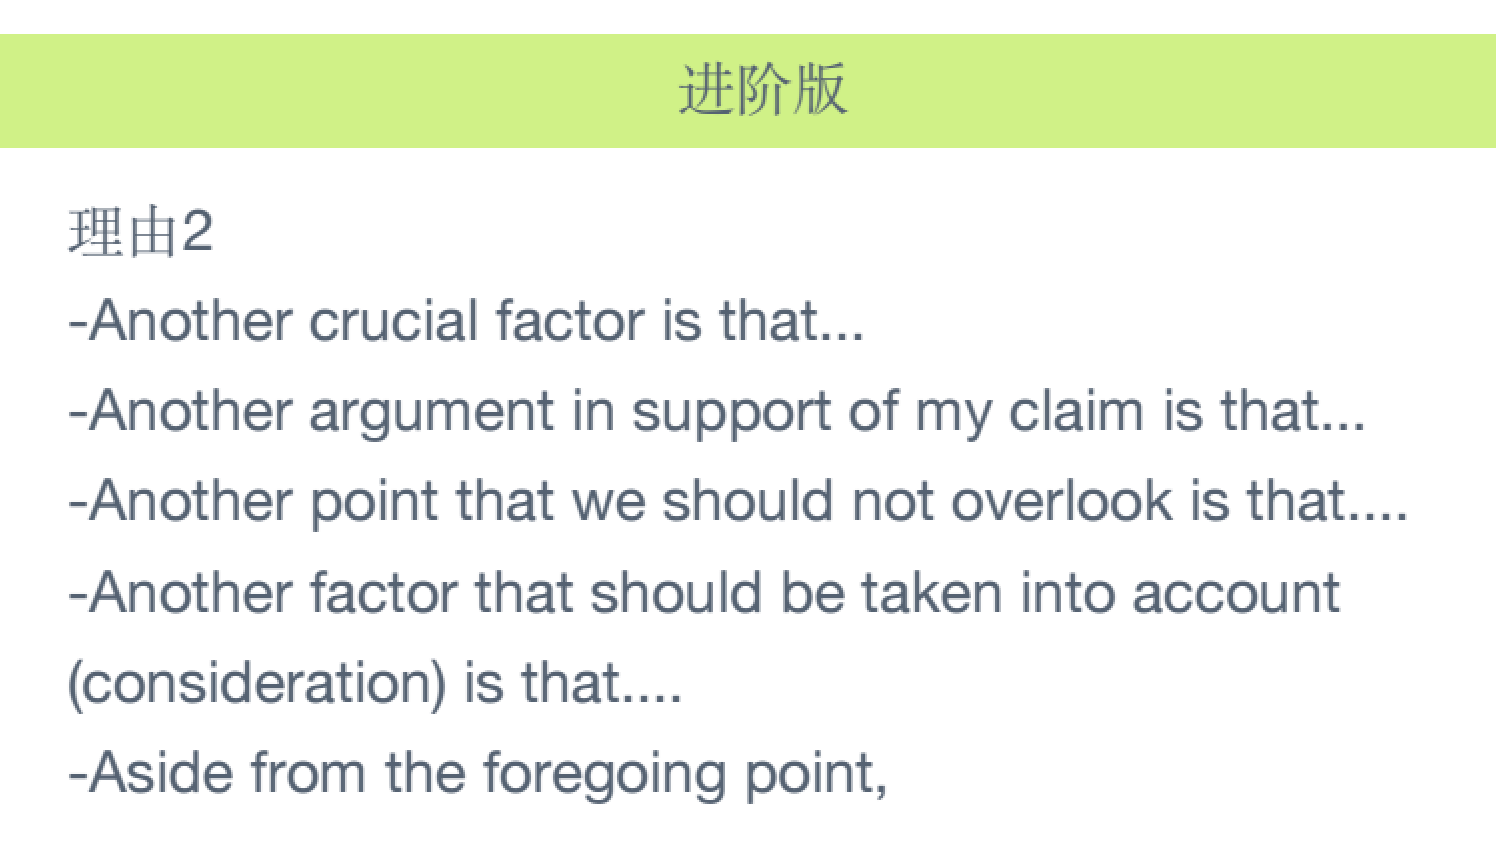 进阶版
理由2
-Another crucial factor is that...
-Another argument in support of my claim is that...
-Another point that we should not overlook is that....
-Another factor that should be taken into account
(consideration) is that....
-Aside from the foregoing point,